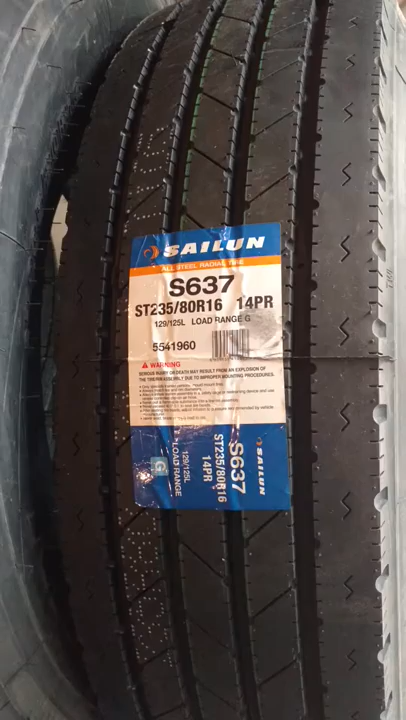 SAILUN
ALL STEEL RADIAL TIRE
S637
ST235/80R16 14PR
129/125L LOAD RANGE G
5541960
WARNING
SERIOUS INJURY OR DEATH MAY RESULT FROM AN EXPLOSION OF
THE TIRE/RIM ASSEMBLY DUE TO IMPROPER MOUNTING PROCEDURES.
SAILUN
S637
ST235/80R16
14PR
129/125L
LOAD RANGE
G